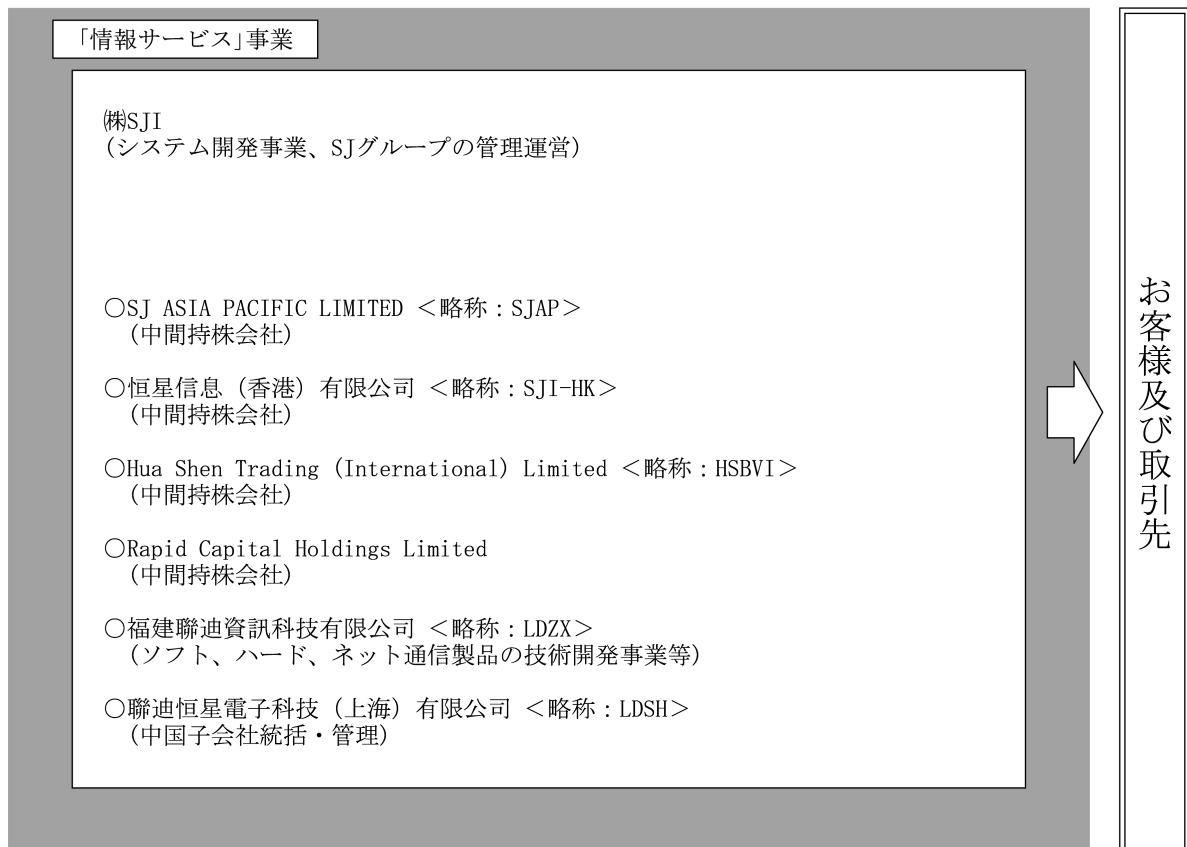 「情報サービス」事業
㈱SJI
(システム開発事業、SJグループの管理運営)
○SJ ASIA PACIFIC LIMITED <略称:SJAP>
(中間持株会社)
○恒星信息(香港)有限公司 <略称:SJI-HK>
(中間持株会社)
○Hua Shen Trading (International) Limited <略称:HSBVI>
(中間持株会社)
○Rapid Capital Holdings Limited
(中間持株会社)
○福建聯迪資訊科技有限公司 <略称:LDZX>
(ソフト、ハード、ネット通信製品の技術開発事業等)
○聯迪恒星電子科技(上海)有限公司 <略称:LDSH>
(中国子会社統括・管理)
お客様及び取引先